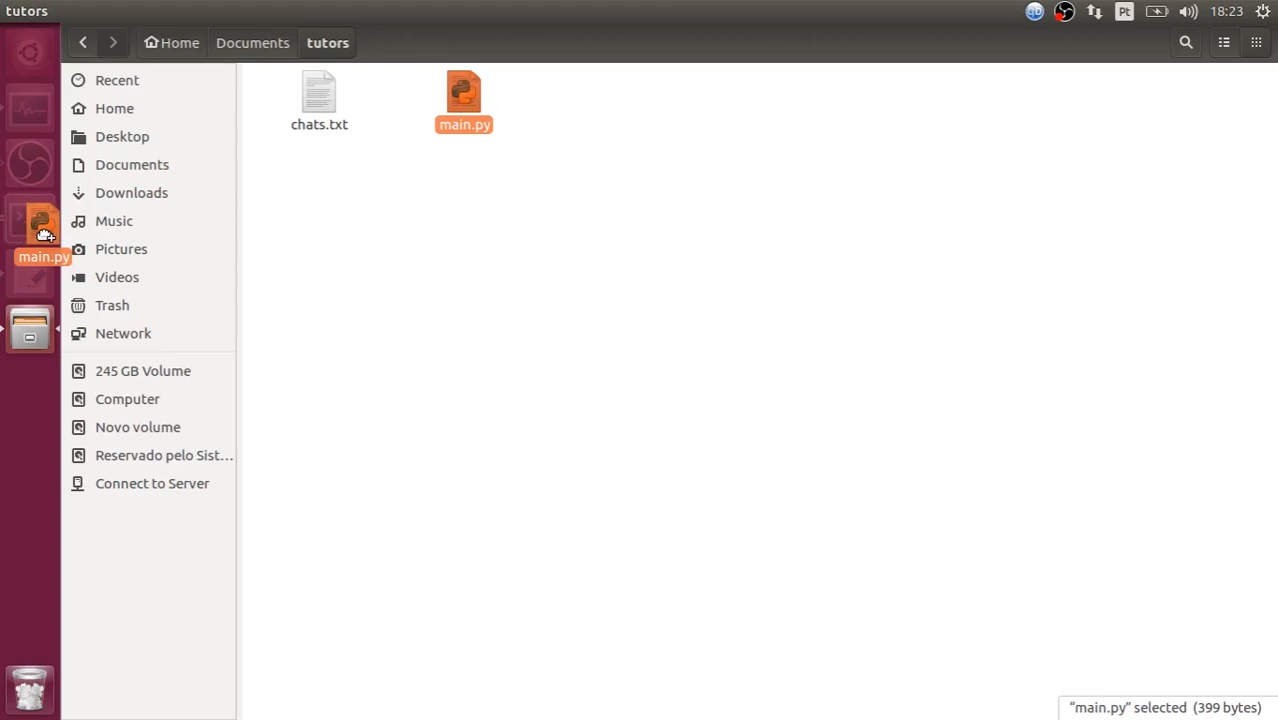 tutors
Pt
18:23
Home
Documents
tutors
Recent
Home
Desktop
Documents
Downloads
Music
Pictures
Videos
Trash
Network
245 GB Volume
Computer
Novo volume
Reservado pelo Sist...
Connect to Server
chats.txt
main.py
main.py
"main.py" selected (399 bytes)